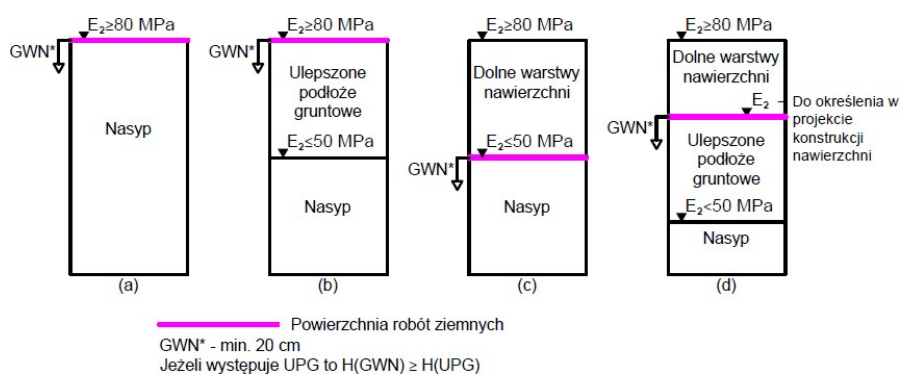 E₂≥80 MPa
GWN*
Nasyp
(a)
E₂≥80 MPa
GWN*
Ulepszone
podłoże
gruntowe
E₂≤50 MPa
Nasyp
(b)
E₂≥80 MPa
Dolne warstwy
nawierzchni
E₂≤50 MPa
GWN*
Nasyp
(c)
E₂≥80 MPa
Dolne warstwy
nawierzchni
E₂ - Do określenia w
projekcie
konstrukcji
nawierzchni
GWN*
Ulepszone
podłoże
gruntowe
E₂<50 MPa
Nasyp
(d)
Powierzchnia robót ziemnych
GWN* - min. 20 cm
Jeżeli występuje UPG to H(GWN) ≥ H(UPG)